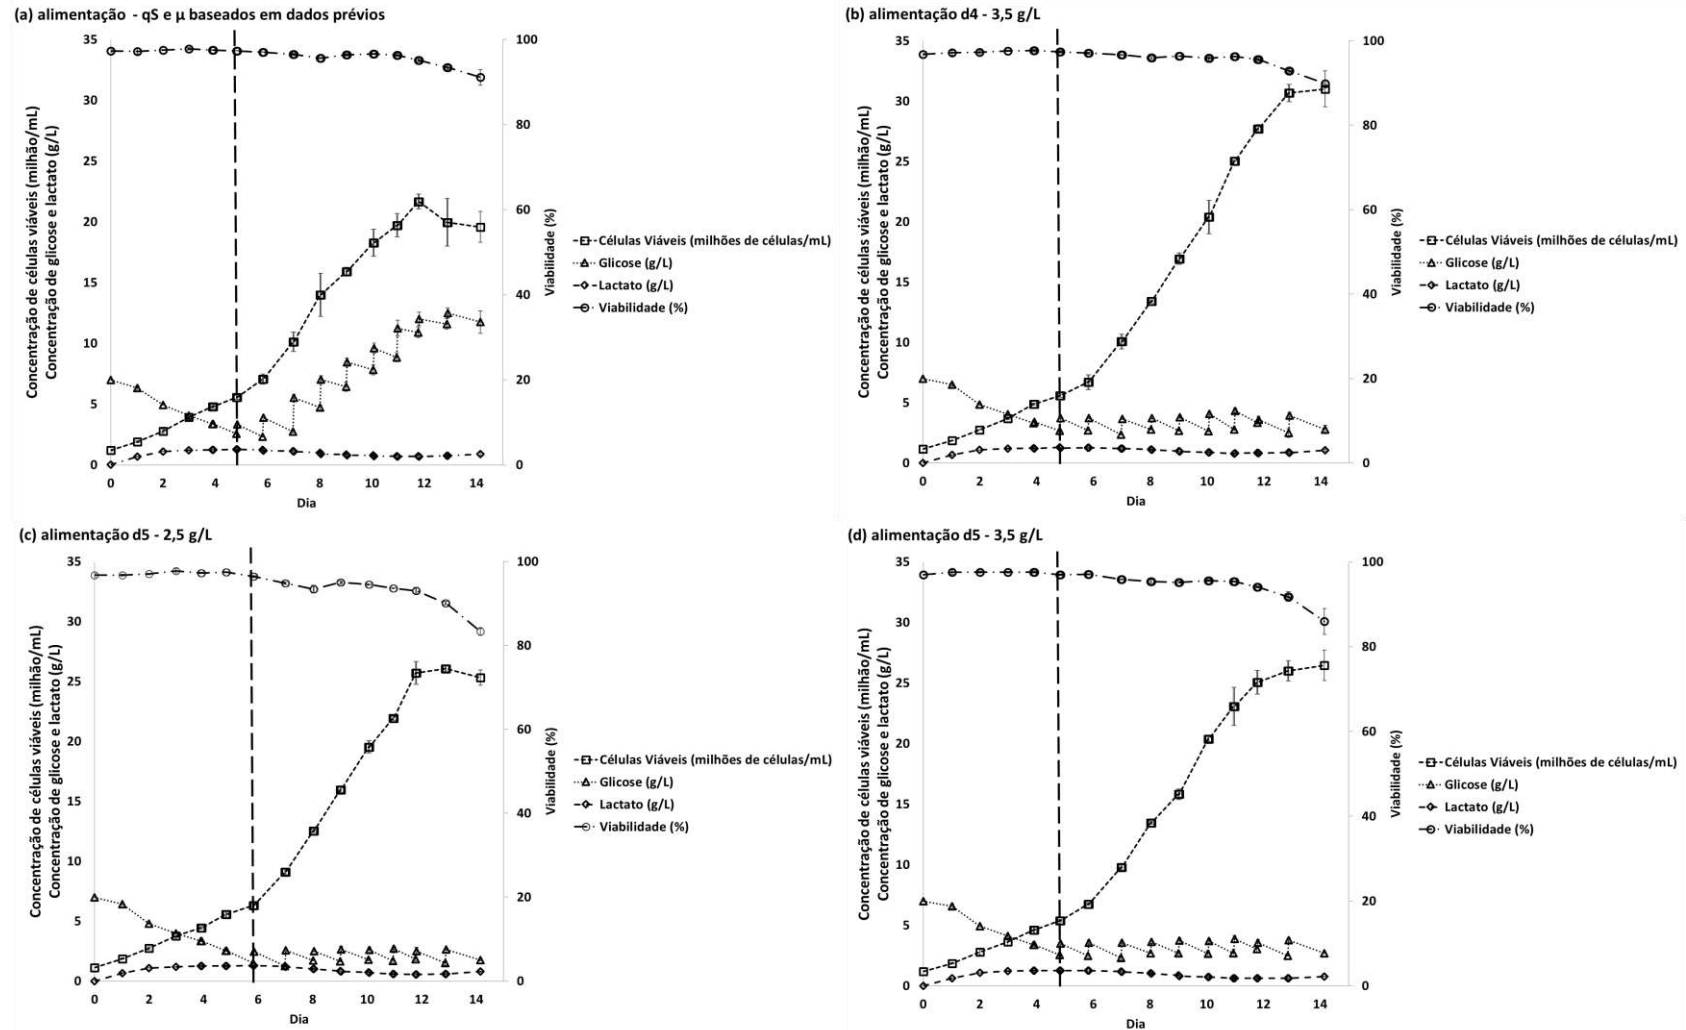 (a) alimentação - qS e μ baseados em dados prévios
Concentração de células viáveis (milhão/mL)
Concentração de glicose e lactato (g/L)
35
30
25
20
15
10
5
0
0 2 4 6 8 10 12 14
Dia
100
80
60
40
20
0
Viabilidade (%)
Células Viáveis (milhões de células/mL)
Glicose (g/L)
Lactato (g/L)
Viabilidade (%)
(b) alimentação d4 - 3,5 g/L
Concentração de células viáveis (milhão/mL)
Concentração de glicose e lactato (g/L)
35
30
25
20
15
10
5
0
0 2 4 6 8 10 12 14
Dia
100
80
60
40
20
0
Viabilidade (%)
Células Viáveis (milhões de células/mL)
Glicose (g/L)
Lactato (g/L)
Viabilidade (%)
(c) alimentação d5 - 2,5 g/L
Concentração de células viáveis (milhão/mL)
Concentração de glicose e lactato (g/L)
35
30
25
20
15
10
5
0
0 2 4 6 8 10 12 14
Dia
100
80
60
40
20
0
Viabilidade (%)
Células Viáveis (milhões de células/mL)
Glicose (g/L)
Lactato (g/L)
Viabilidade (%)
(d) alimentação d5 - 3,5 g/L
Concentração de células viáveis (milhão/mL)
Concentração de glicose e lactato (g/L)
35
30
25
20
15
10
5
0
0 2 4 6 8 10 12 14
Dia
100
80
60
40
20
0
Viabilidade (%)
Células Viáveis (milhões de células/mL)
Glicose (g/L)
Lactato (g/L)
Viabilidade (%)